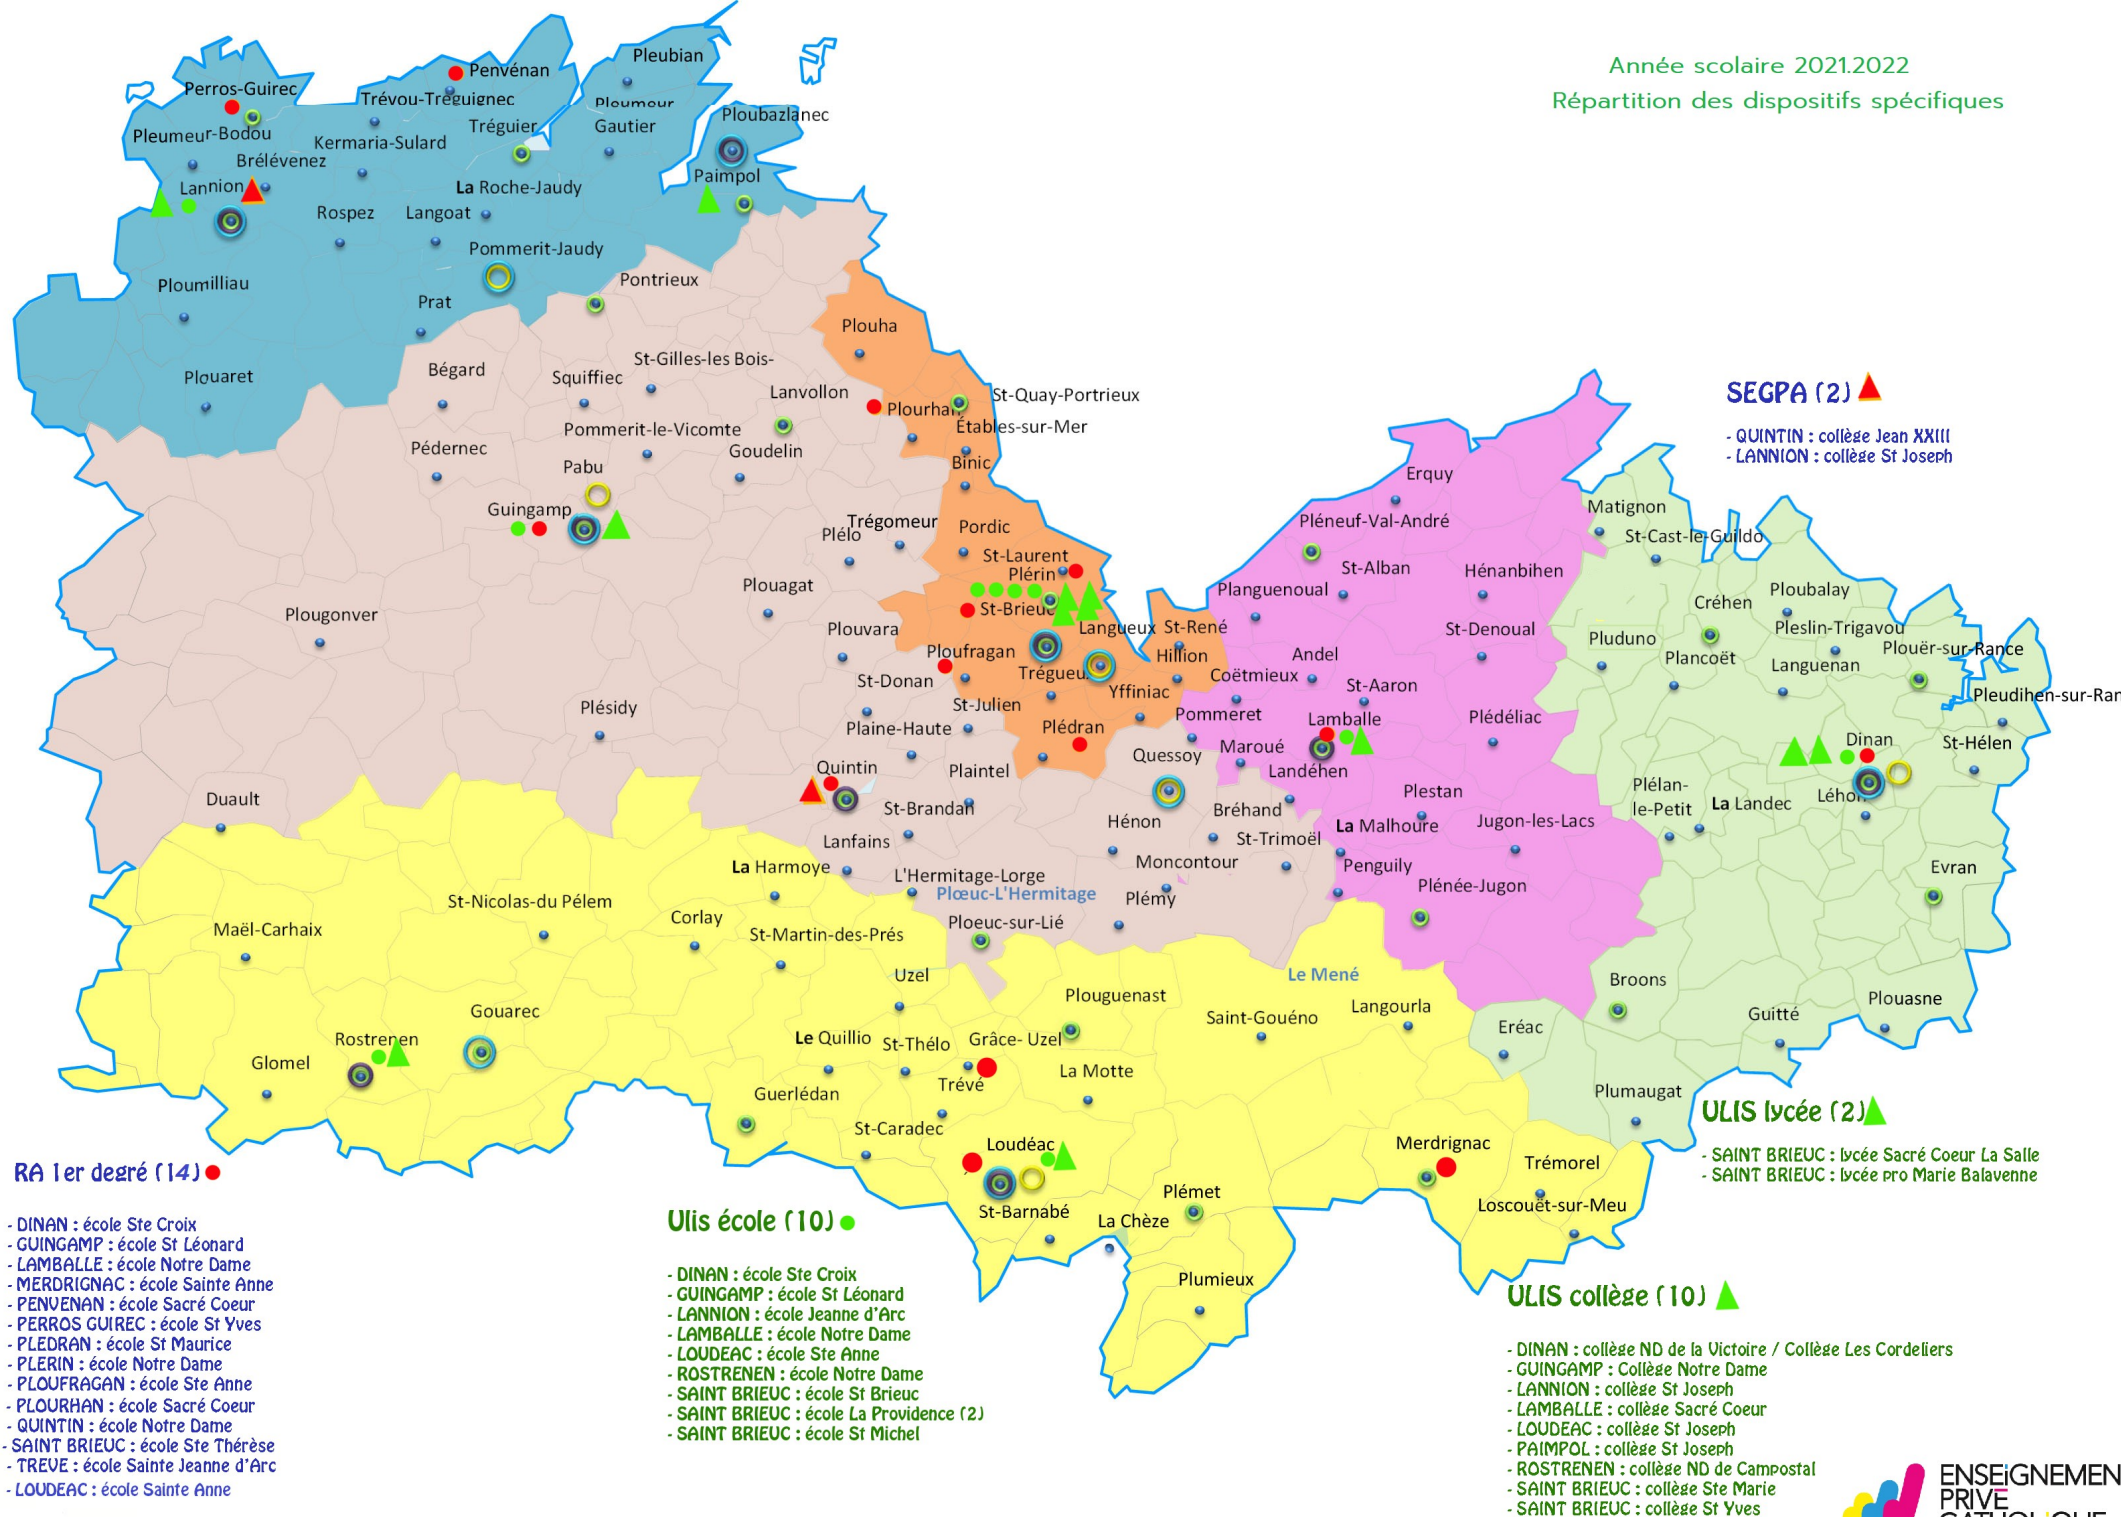 Année scolaire 2021.2022
Répartition des dispositifs spécifiques
Pleubian
Penvénan
Perros-Guirec
Trévou-Tréguignec
Pleumeur
Gautier
Ploubazlanec
Pleumeur-Bodou
Kermaria-Sulard
Tréguier
Brélévenez
Lannion
La Roche-Jaudy
Paimpol
Rospez
Langoat
Pommerit-Jaudy
Ploumilliau
Pontrieux
Prat
Plouha
Plouaret
Bégard
Squiffiec
St-Gilles-les Bois-
Lanvollon
Plourhan
St-Quay-Portrieux
Étables-sur-Mer
Pédernec
Pommerit-le-Vicomte
Goudelin
Binic
Pabu
Guingamp
Trégomeur
Plélo
Pordic
St-Laurent
Plérin
Plouagat
St-Brieuc
Plougonver
Plouvara
Langueux
St-René
Hillion
Ploufragan
Trégueux
St-Donan
Yffiniac
St-Julien
Plésidy
Plaine-Haute
Plédran
Quintin
Plaintel
Quessoy
Duault
St-Brandan
Lanfains
Hénon
Bréhand
St-Trimoël
La Harmoye
L'Hermitage-Lorge
Plœuc-L'Hermitage
Moncontour
Plémy
Ploeuc-sur-Lié
Erquy
Pléneuf-Val-André
St-Alban
Hénanbihen
Planguenoual
St-Denoual
Andel
Coëtmieux
St-Aaron
Pommeret
Lamballe
Plédéliac
Maroué
Landéhen
Plestan
La Malhoure
Jugon-les-Lacs
Penguily
Plénée-Jugon
Matignon
St-Cast-le-Guildo
Ploubalay
Créhen
Pleslin-Trigavou
Pluduno
Plancoët
Languenan
Plouër-sur-Rance
Pleudihen-sur-Ran
Dinan
St-Hélen
Plélan-
le-Petit
La Landec
Léhon
Evran
Broons
Guitté
Plouasne
Eréac
Plumaugat
St-Nicolas-du Pélem
Maël-Carhaix
Corlay
St-Martin-des-Prés
Uzel
Le Mené
Plouguenast
Saint-Gouéno
Langourla
Gouarec
Rostrenen
Glomel
Le Quillio
St-Thélo
Grâce- Uzel
Trévé
La Motte
Guerlédan
St-Caradec
Loudéac
Merdrignac
Trémorel
Loscouët-sur-Meu
St-Barnabé
Plémet
La Chèze
Plumieux
SEGPA (2)
- QUINTIN : collège Jean XXIII
- LANNION : collège St Joseph
ULIS lycée (2)
- SAINT BRIEUC : lycée Sacré Coeur La Salle
- SAINT BRIEUC : lycée pro Marie Balavenne
RA 1er degré (14)
- DINAN : école Ste Croix
- GUINGAMP : école St Léonard
- LAMBALLE : école Notre Dame
- MERDRIGNAC : école Sainte Anne
- PENVENAN : école Sacré Coeur
- PERROS GUIREC : école St Yves
- PLEDRAN : école St Maurice
- PLERIN : école Notre Dame
- PLOUFRAGAN : école Ste Anne
- PLOURHAN : école Sacré Coeur
- QUINTIN : école Notre Dame
- SAINT BRIEUC : école Ste Thérèse
- TREVE : école Sainte Jeanne d'Arc
- LOUDEAC : école Sainte Anne
Ulis école (10)
- DINAN : école Ste Croix
- GUINGAMP : école St Léonard
- LANNION : école Jeanne d'Arc
- LAMBALLE : école Notre Dame
- LOUDEAC : école Ste Anne
- ROSTRENEN : école Notre Dame
- SAINT BRIEUC : école St Brieuc
- SAINT BRIEUC : école La Providence (2)
- SAINT BRIEUC : école St Michel
ULIS collège (10)
- DINAN : collège ND de la Victoire / Collège Les Cordeliers
- GUINGAMP : Collège Notre Dame
- LANNION : collège St Joseph
- LAMBALLE : collège Sacré Coeur
- LOUDEAC : collège St Joseph
- PAIMPOL : collège St Joseph
- ROSTRENEN : collège ND de Campostal
- SAINT BRIEUC : collège Ste Marie
- SAINT BRIEUC : collège St Yves
ENSEiGNEMEN
PRIVÉ